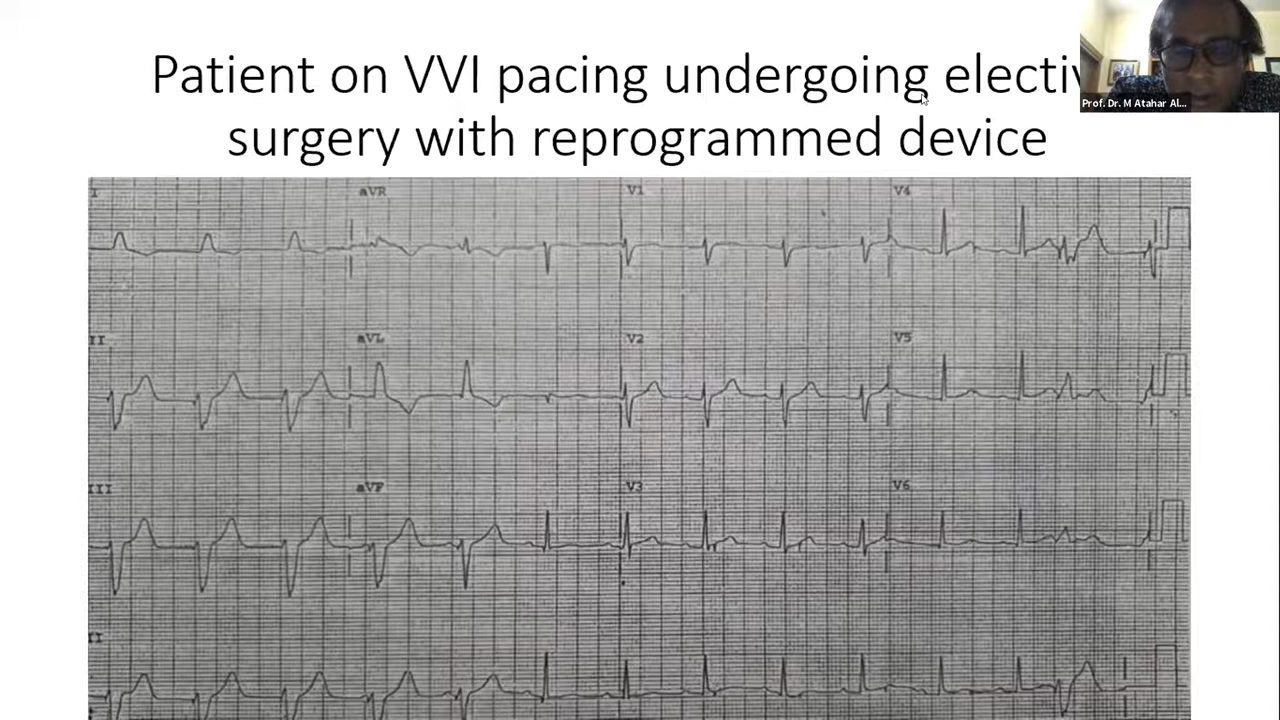 Patient on VVI pacing undergoing electiv
surgery with reprogrammed device
Prof. Dr. M Atahar Al...
I aVR V1 V4
II aVL V2 V5
III aVF V3 V6
II